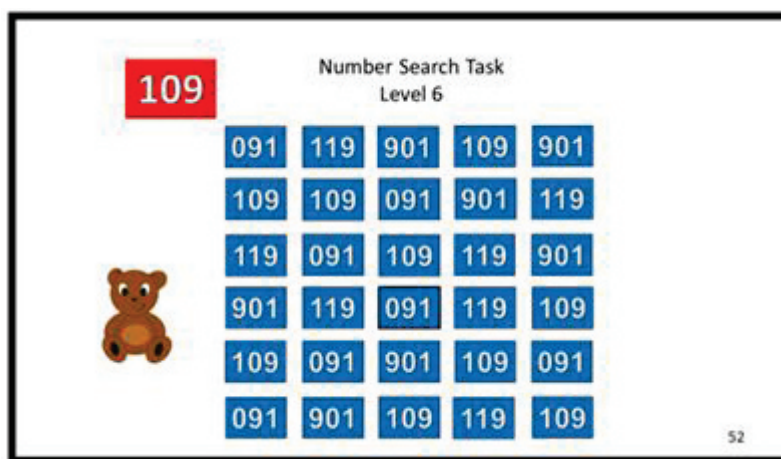 109
Number Search Task
Level 6
091 119 901 109 901
109 109 091 901 119
119 091 109 119 901
901 119 091 119 109
109 091 901 109 091
091 901 109 119 109
52